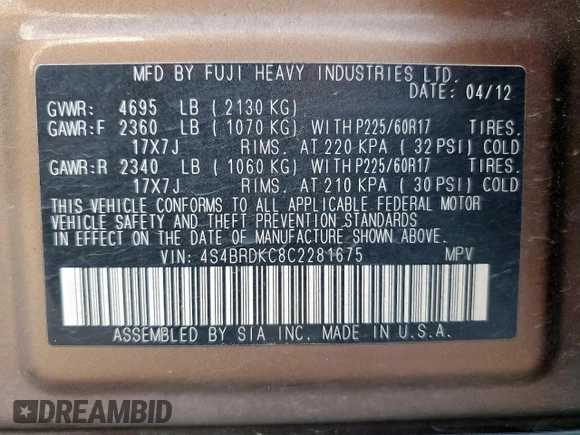 MFD BY FUJI HEAVY INDUSTRIES LTD.
DATE: 04/12
GVWR: 4695 LB ( 2130 KG)
GAWR:F 2360 LB ( 1070 KG) WITH P225/60R17 TIRES.
17X7J RIMS. AT 220 KPA ( 32 PSI) COLD
GAWR:R 2340 LB ( 1060 KG) WITH P225/60R17 TIRES.
17X7J RIMS. AT 210 KPA ( 30 PSI) COLD
THIS VEHICLE CONFORMS TO ALL APPLICABLE FEDERAL MOTOR
VEHICLE SAFETY AND THEFT PREVENTION STANDARDS
IN EFFECT ON THE DATE OF MANUFACTURE SHOWN ABOVE.
VIN: 4S4BRDKC8C2281675 MPV
ASSEMBLED BY SIA INC. MADE IN U.S.A.
DREAMBID